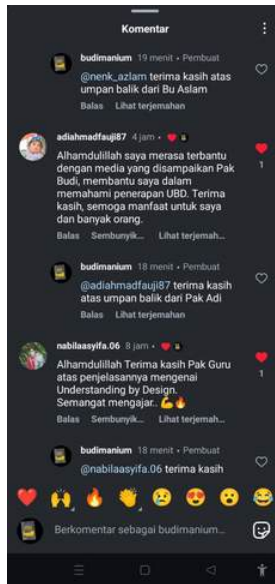 Komentar
budimanium 19 menit • Pembuat
@nenk_azlam terima kasih atas
umpan balik dari Bu Aslam
Balas Lihat terjemahan
adiahmadfauji87 4 jam •
Alhamdulillah saya merasa terbantu
dengan media yang disampaikan Pak
Budi, membantu saya dalam
memahami penerapan UBD. Terima
kasih, semoga manfaat untuk saya
dan banyak orang.
1
Balas Sembunyik... Lihat terjemah...
budimanium 18 menit • Pembuat
@adiahmadfauji87 terima kasih
atas umpan balik dari Pak Adi
Balas Lihat terjemahan
nabilaasyifa.06 8 jam •
Alhamdulillah Terima kasih Pak Guru
atas penjelasannya mengenai
Understanding by Design.
Semangat mengajar.. 💪🔥
1
Balas Sembunyik... Lihat terjemah...
budimanium 18 menit • Pembuat
@nabilaasyifa.06 terima kasih
Berkomentar sebagai budimanium...